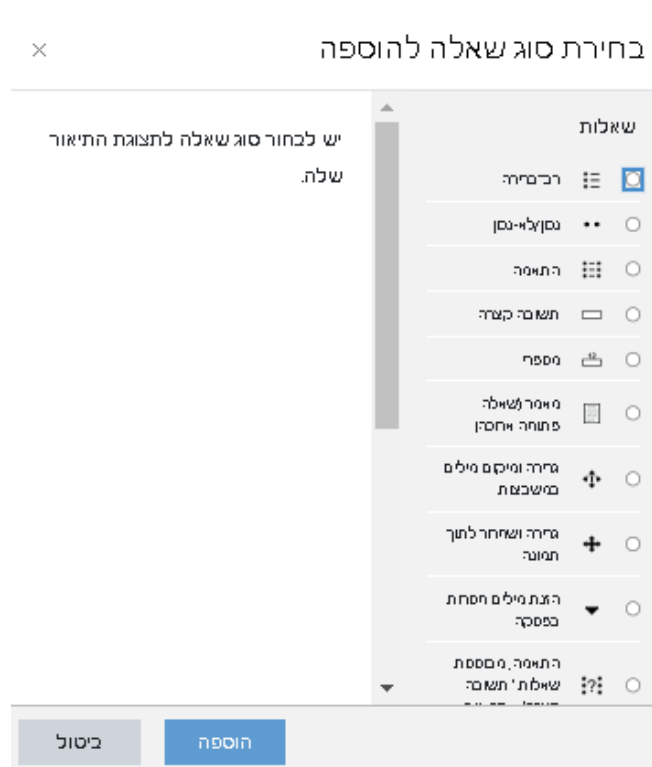 בחירת סוג שאלה להוספה
שאלות
רב־ברירה
נכון/לא-נכון
התאמה
תשובה קצרה
מספרי
מאמר (שאלה
פתוחה ארוכה)
גרירה ומיקום מילים
במשבצות
גרירה ושחרור לתוך
תמונה
הזנת מילים חסרות
בפסקה
התאמה, מבוססת
שאלות ' תשובה
יש לבחור סוג שאלה לתצוגת התיאור
שלה.
הוספה
ביטול